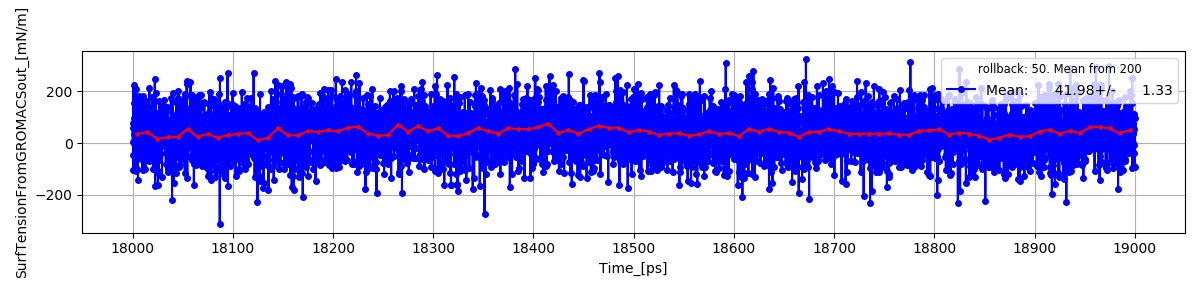 SurfTensionFromGROMACSout_[mN/m]
200
0
−200
rollback: 50. Mean from 200
Mean: 41.98+/- 1.33
18000 18100 18200 18300 18400 18500 18600 18700 18800 18900 19000
Time_[ps]